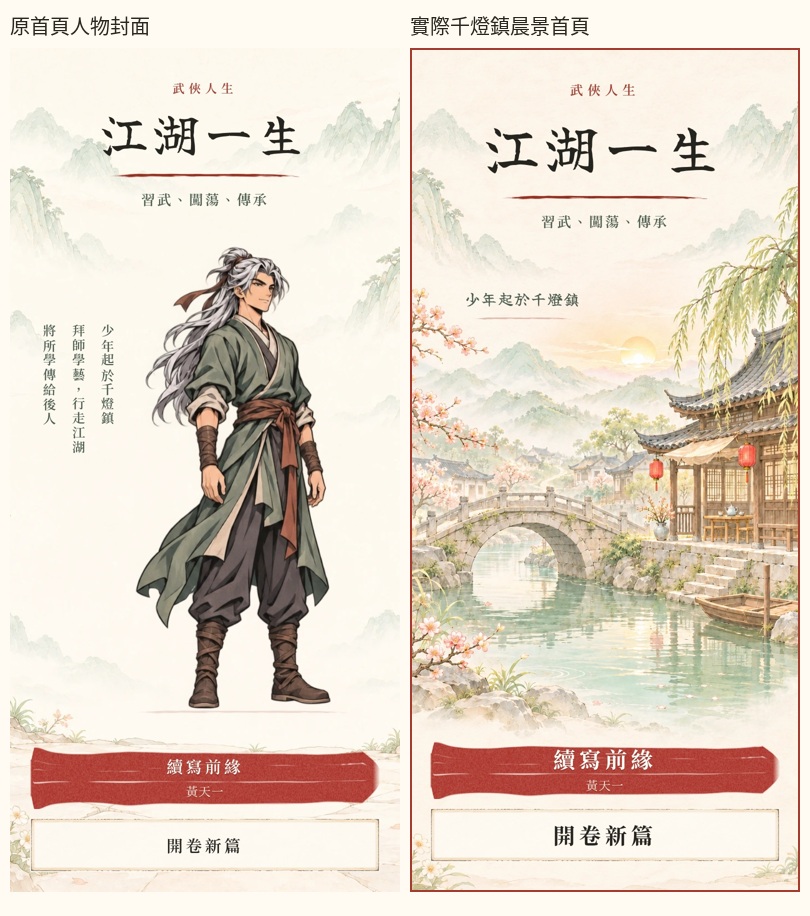 原首頁人物封面
武俠人生
江湖一生
習武、闖蕩、傳承
少年起於千燈鎮
拜師學藝，行走江湖
將所學傳給後人
續寫前緣
黃天一
開卷新篇
實際千燈鎮晨景首頁
武俠人生
江湖一生
習武、闖蕩、傳承
少年起於千燈鎮
續寫前緣
黃天一
開卷新篇